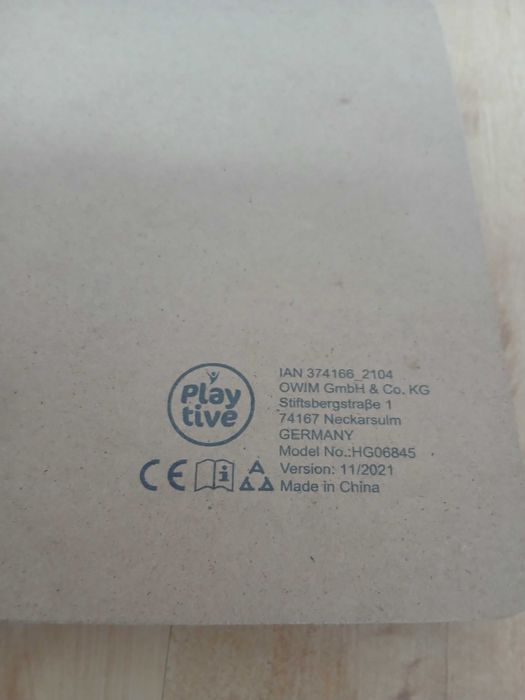 Play
tive
IAN 374166_2104
OWIM GmbH & Co. KG
Stiftsbergstraße 1
74167 Neckarsulm
GERMANY
Model No.:HG06845
CE i Version: 11/2021
Made in China